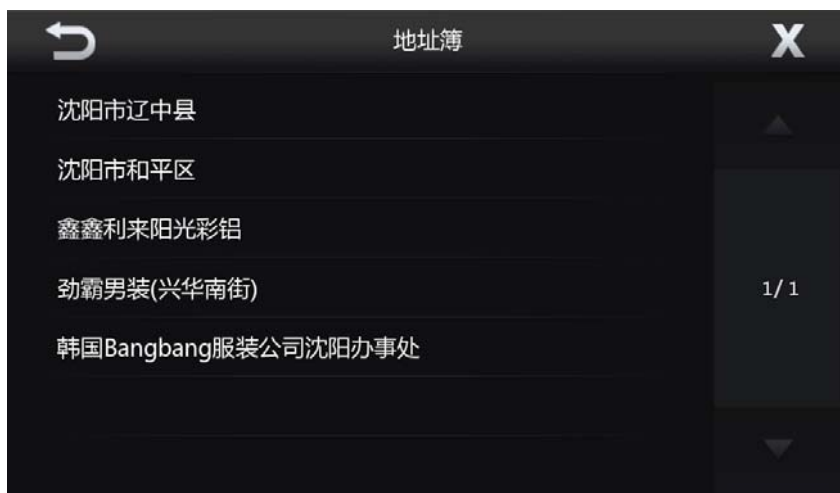 地址簿
X
沈阳市辽中县
沈阳市和平区
鑫鑫利来阳光彩铝
劲霸男装(兴华南街)
1/1
韩国Bangbang服装公司沈阳办事处